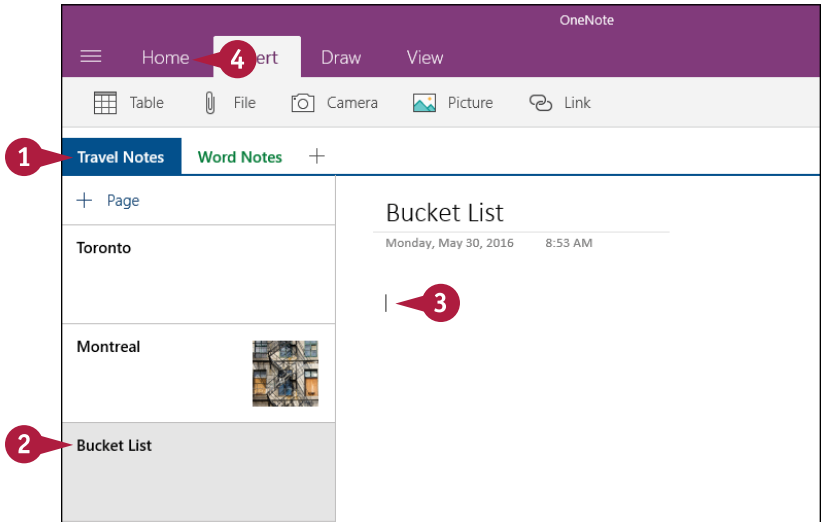 OneNote
Home 4 ert Draw View
Table File Camera Picture Link
1 Travel Notes Word Notes +
+ Page
Bucket List
Monday, May 30, 2016 8:53 AM
Toronto
3
Montreal
2 Bucket List